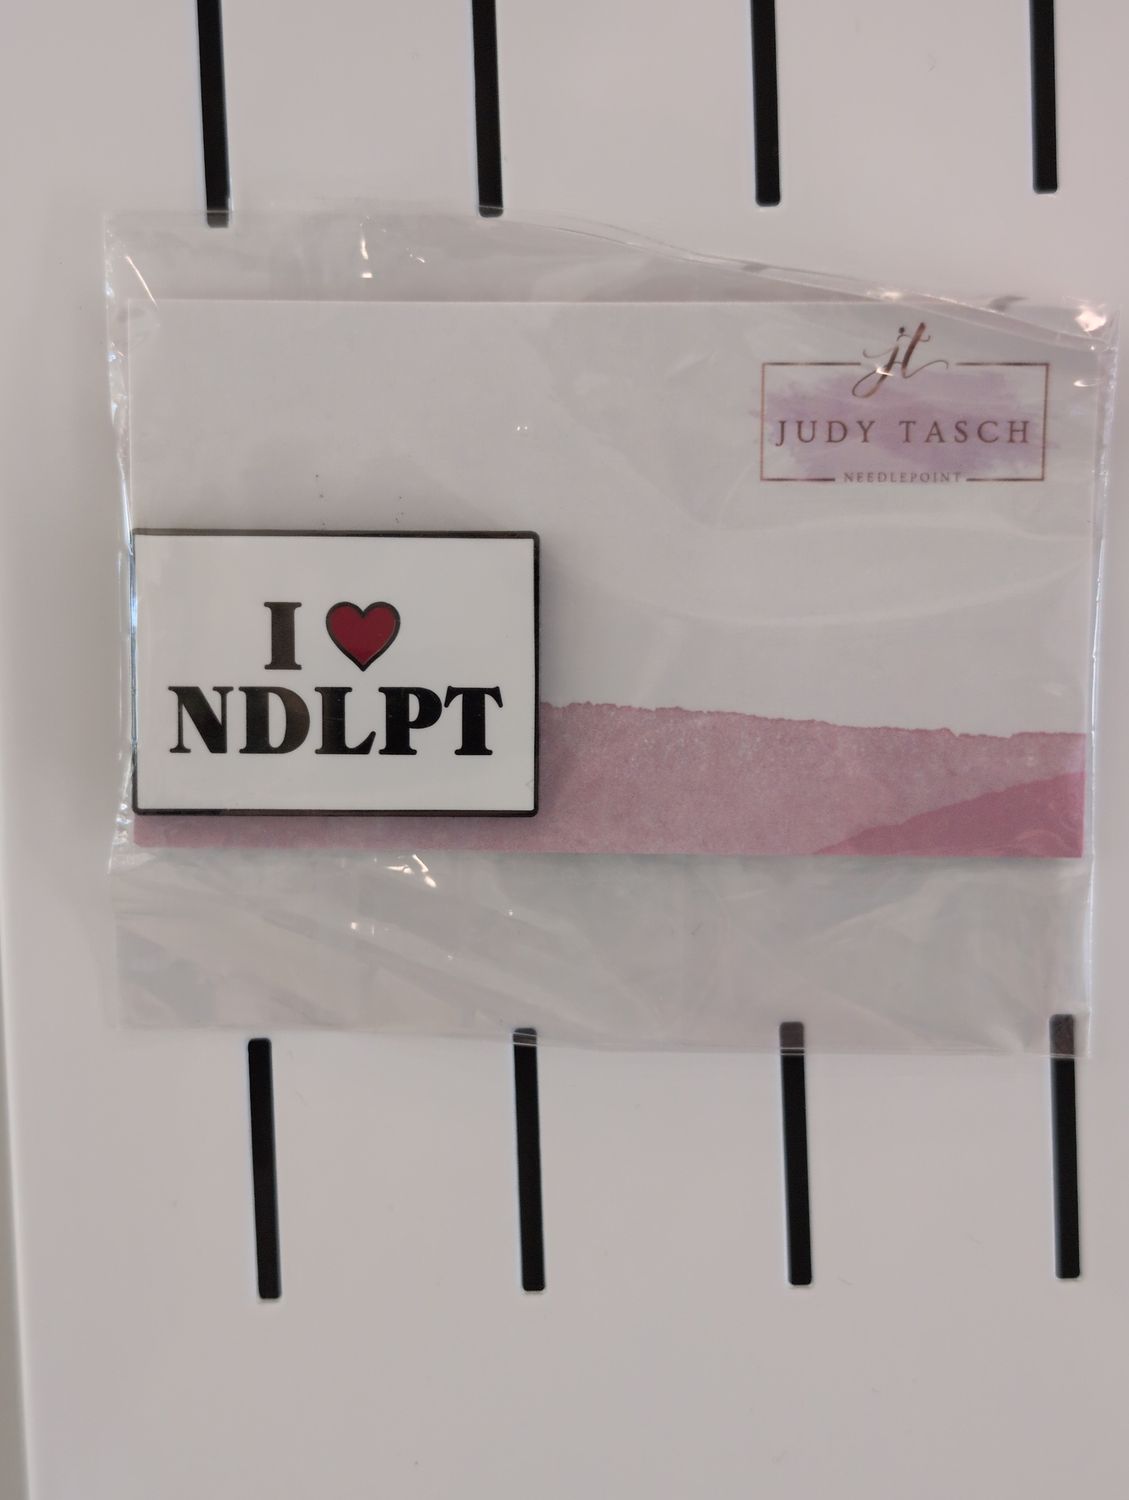 jt
JUDY TASCH
NEEDLEPOINT
I ❤
NDLPT